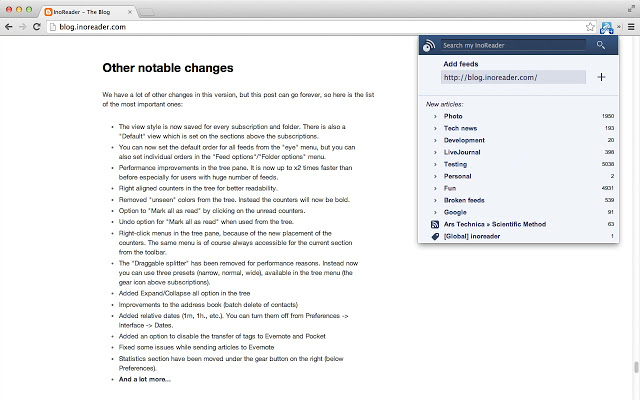 InoReader – The Blog
blog.inoreader.com
Other notable changes
We have a lot of other changes in this version, but this post can go forever, so here is the list
of the most important ones:
• The view style is now saved for every subscription and folder. There is also a
"Default" view which is set on the sections above the subscriptions.
• You can now set the default order for all feeds from the "eye" menu, but you can
also set individual orders in the "Feed options"/"Folder options" menu.
• Performance improvements in the tree pane. It is now up to x2 times faster than
before especially for users with huge number of feeds.
• Right aligned counters in the tree for better readability.
• Removed "unseen" colors from the tree. Instead the counters will now be bold.
• Option to "Mark all as read" by clicking on the unread counters.
• Undo option for "Mark all as read" when used from the tree.
• Right-click menus in the tree pane, because of the new placement of the
counters. The same menu is of course always accessible for the current section
from the toolbar.
• The "Draggable splitter" has been removed for performance reasons. Instead now
you can use three presets (narrow, normal, wide), available in the tree menu (the
gear icon above subscriptions).
• Added Expand/Collapse all option in the tree
• Improvements to the address book (batch delete of contacts)
• Added relative dates (1m, 1h., etc.). You can turn them off from Preferences ->
Interface -> Dates.
• Added an option to disable the transfer of tags to Evernote and Pocket
• Fixed some issues while sending articles to Evernote
• Statistics section have been moved under the gear button on the right (below
Preferences).
• And a lot more...
Search my InoReader
Add feeds
http://blog.inoreader.com/ +
New articles:
Photo 1950
Tech news 193
Development 20
LiveJournal 398
Testing 5038
Personal 2
Fun 4931
Broken feeds 539
Google 91
Ars Technica » Scientific Method 63
[Global] inoreader 1